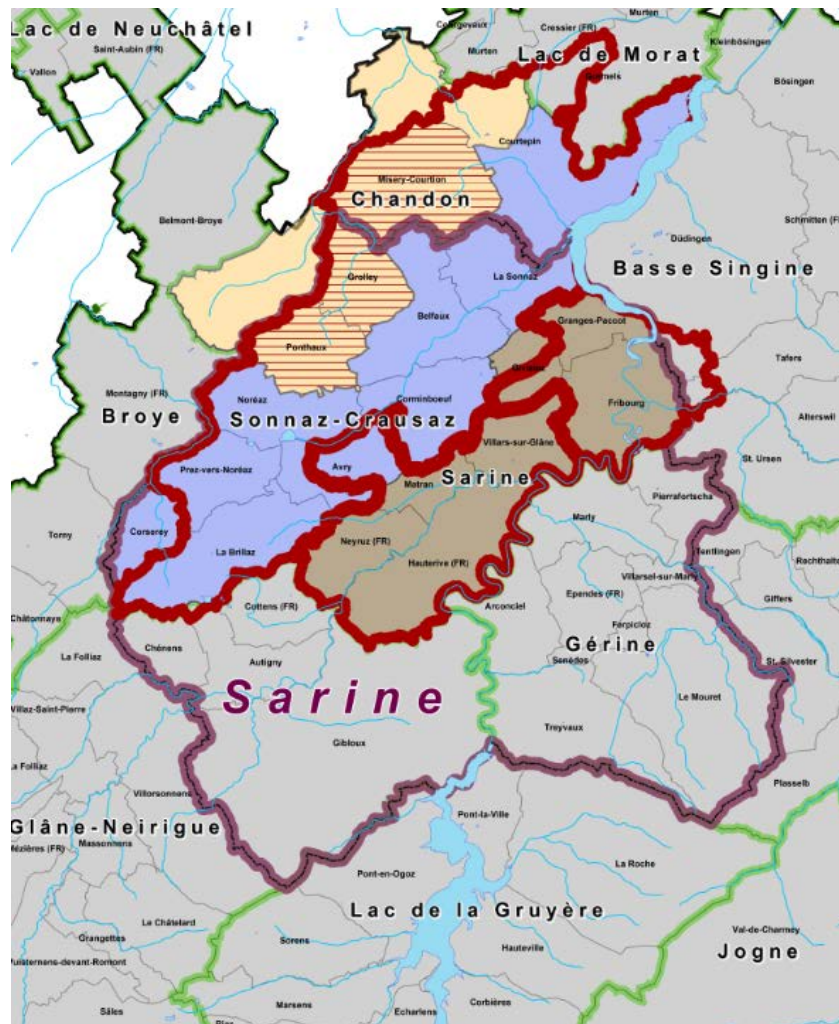 Lac de Neuchâtel
Saint-Aubin (FR)
Vallon
Courgevaux
Murten
Cressier (FR)
Murten
Lac de Morat
Kleinbösingen
Bösingen
Courtepin
Misery-Courtion
Chandon
Belmont-Broye
Schmitten (F
Düdingen
Basse Singine
Grolley
La Sonnaz
Belfaux
Granges-Paccot
Ponthaux
Tafers
Montagny (FR)
Broye
Noréaz
Corminboeuf
Fribourg
Alterswil
Sonnaz-Crausaz
Villars-sur-Glâne
St. Ursen
Prez-vers-Noréaz
Avry
Matran
Sarine
Pierrafortscha
Torny
Corserey
Marly
La Brillaz
Neyruz (FR)
Tentlingen
Rechthalte
Hauterive (FR)
Villarsel-sur-Marly
Châtonnaye
Cottens (FR)
Arconciel
Ependes (FR)
Giffers
Ferpicloz
Chénens
Gérine
La Folliaz
Autigny
Senèdes
St. Silvester
Sarine
Le Mouret
Villaz-Saint-Pierre
Treyvaux
Gibloux
La Folliaz
Villorsonnens
Plasselb
Pont-la-Ville
Glâne-Neirigue
Massonnens
Mézières (FR)
La Roche
Pont-en-Ogoz
Lac de la Gruyère
Le Châtelard
Val-de-Charmey
Grangettes
Sorens
Hauteville
Jogne
uisternens-devant-Romont
Marsens
Corbières
Sâles
Echarlens